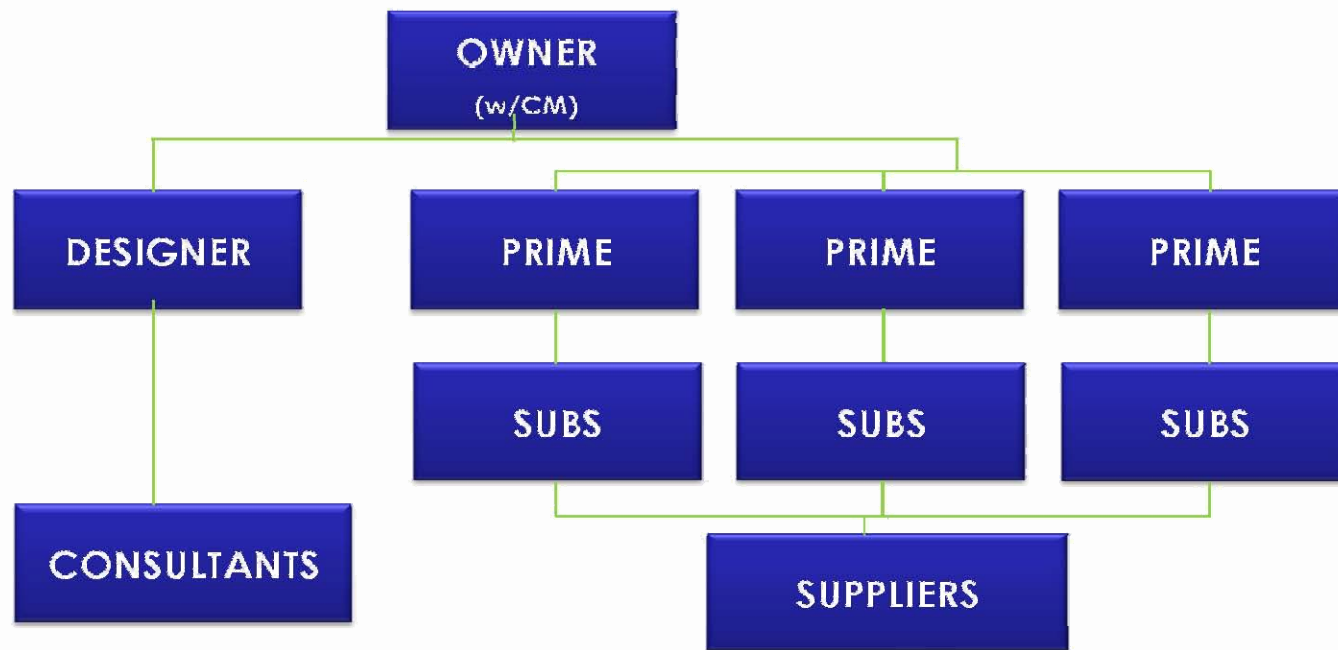 OWNER
(w/CM)
DESIGNER
PRIME
PRIME
PRIME
SUBS
SUBS
SUBS
CONSULTANTS
SUPPLIERS